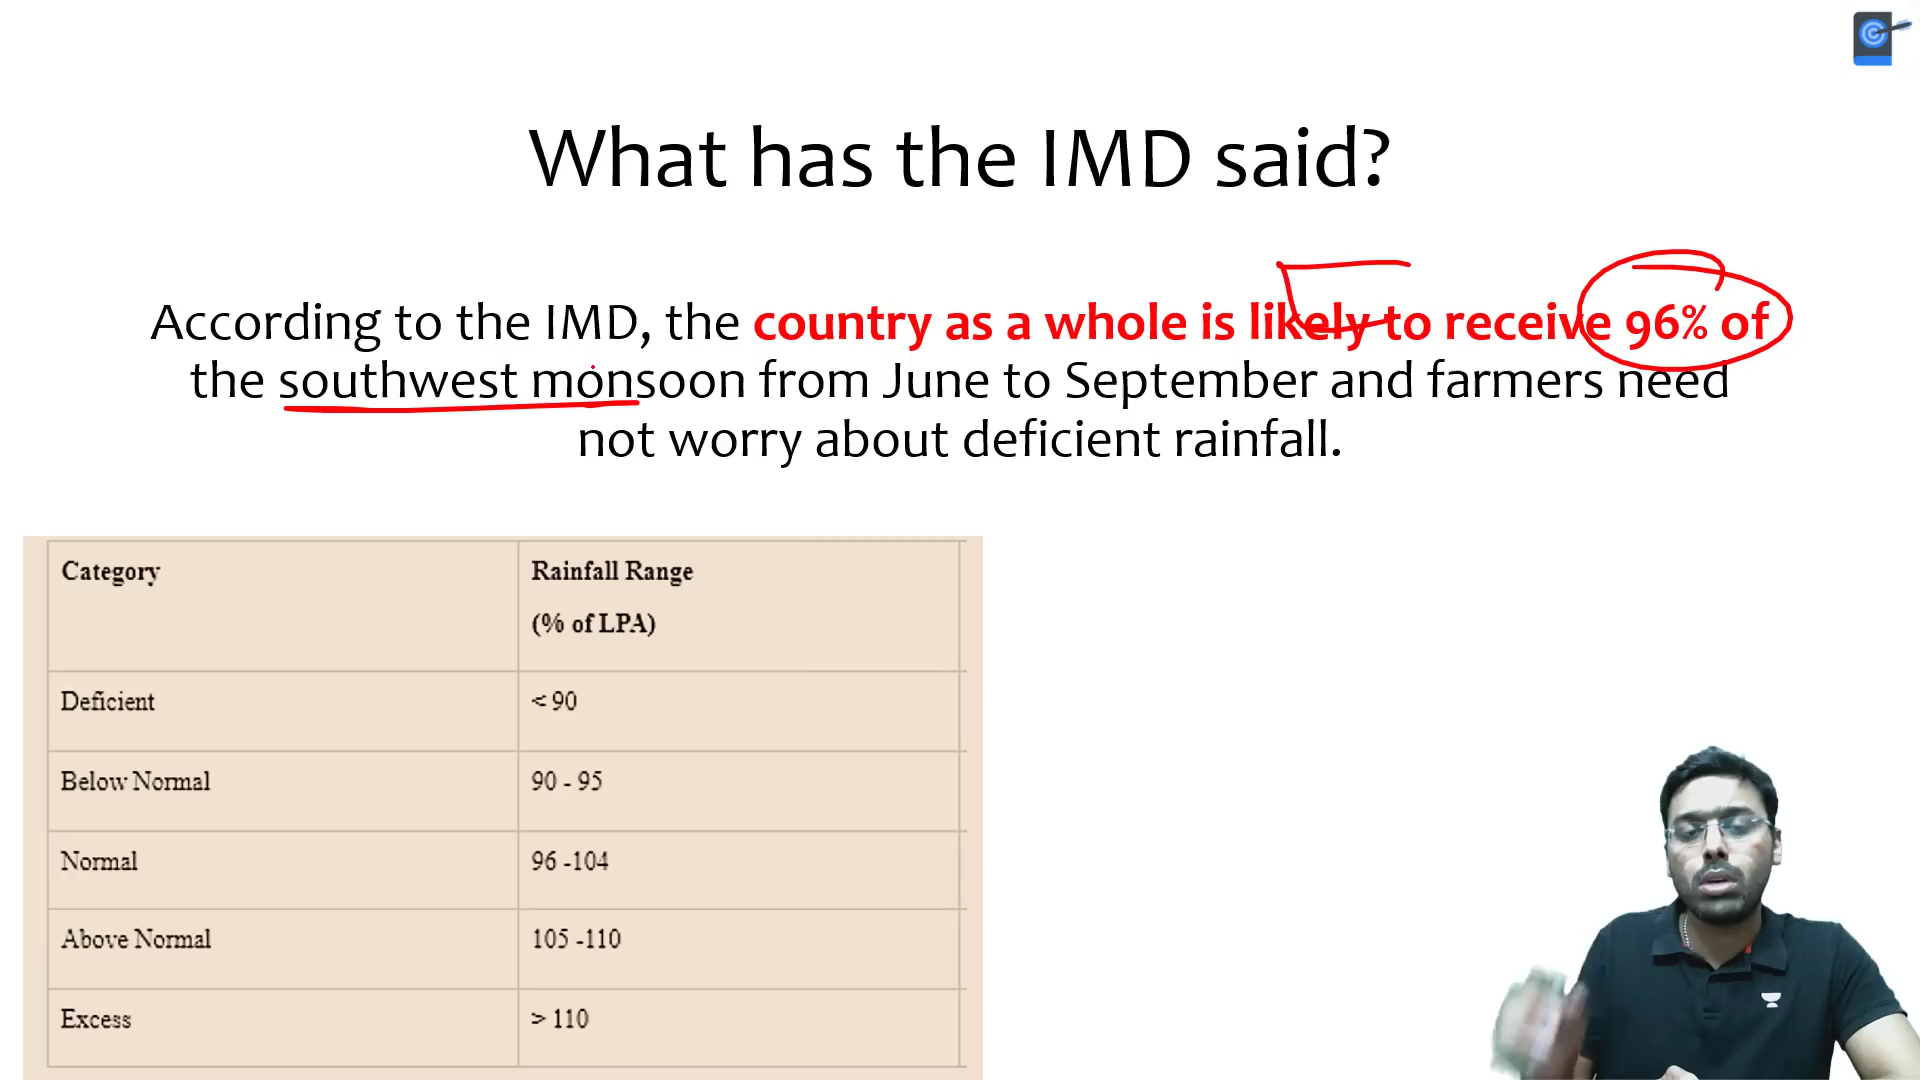 What has the IMD said?
According to the IMD, the country as a whole is likely to receive 96% of
the southwest monsoon from June to September and farmers need
not worry about deficient rainfall.
Category Rainfall Range
(% of LPA)
Deficient < 90
Below Normal 90 - 95
Normal 96 -104
Above Normal 105 -110
Excess > 110